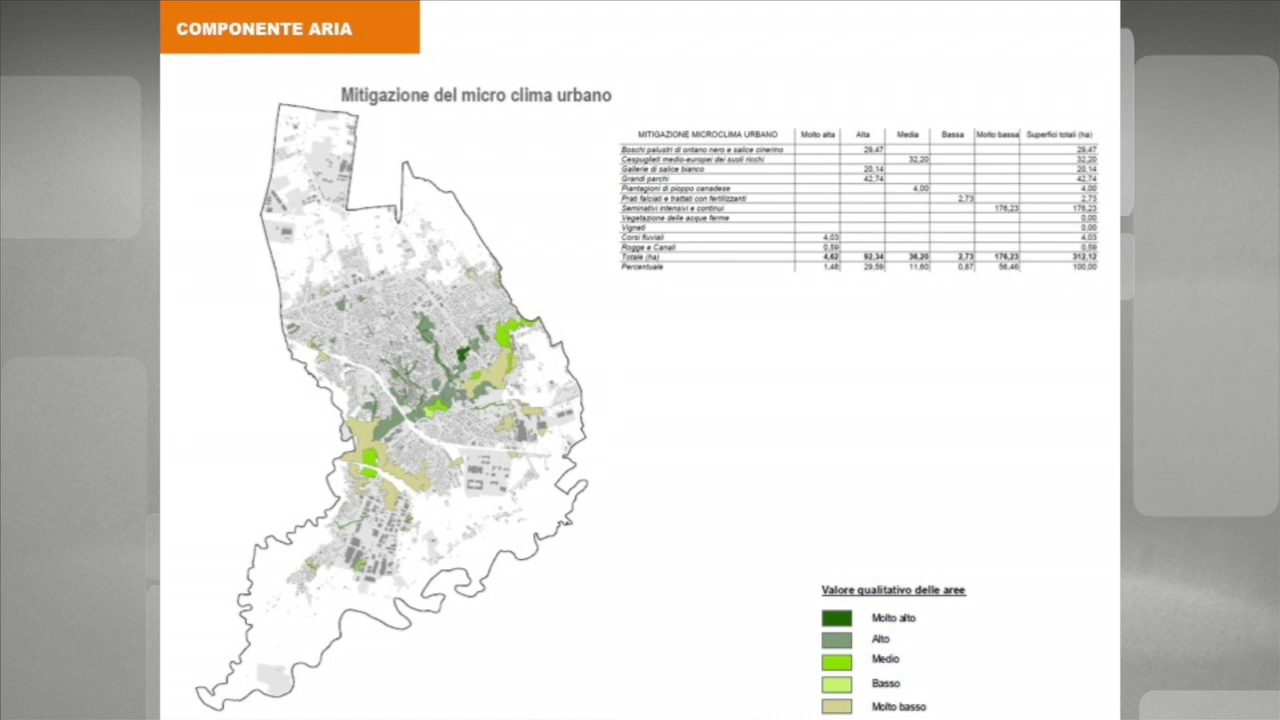 COMPONENTE ARIA
Mitigazione del micro clima urbano
MITIGAZIONE MICROCLIMA URBANO Molto alta Alta Media Bassa Molto bassa Superfici totali (ha)
Boschi palustri di ontano nero e salice cinerino 29,47 29,47
Cespuglieti medio-europei dei suoli ricchi 32,20 32,20
Gallerie di salice bianco 20,14 20,14
Grandi parchi 42,74 42,74
Piantagioni di pioppo canadese 4,00 4,00
Prati falciati e trattati con fertilizzanti 2,73 2,73
Seminativi intensivi e continui 176,23 176,23
Vegetazione delle acque ferme 0,00
Vigneti 0,00
Corsi fluviali 4,03 4,03
Rogge e Canali 0,59 0,59
Totale (ha) 4,62 92,34 36,20 2,73 176,23 312,12
Percentuale 1,48 29,59 11,60 0,87 56,46 100,00
Valore qualitativo delle aree
Molto alto
Alto
Medio
Basso
Molto basso